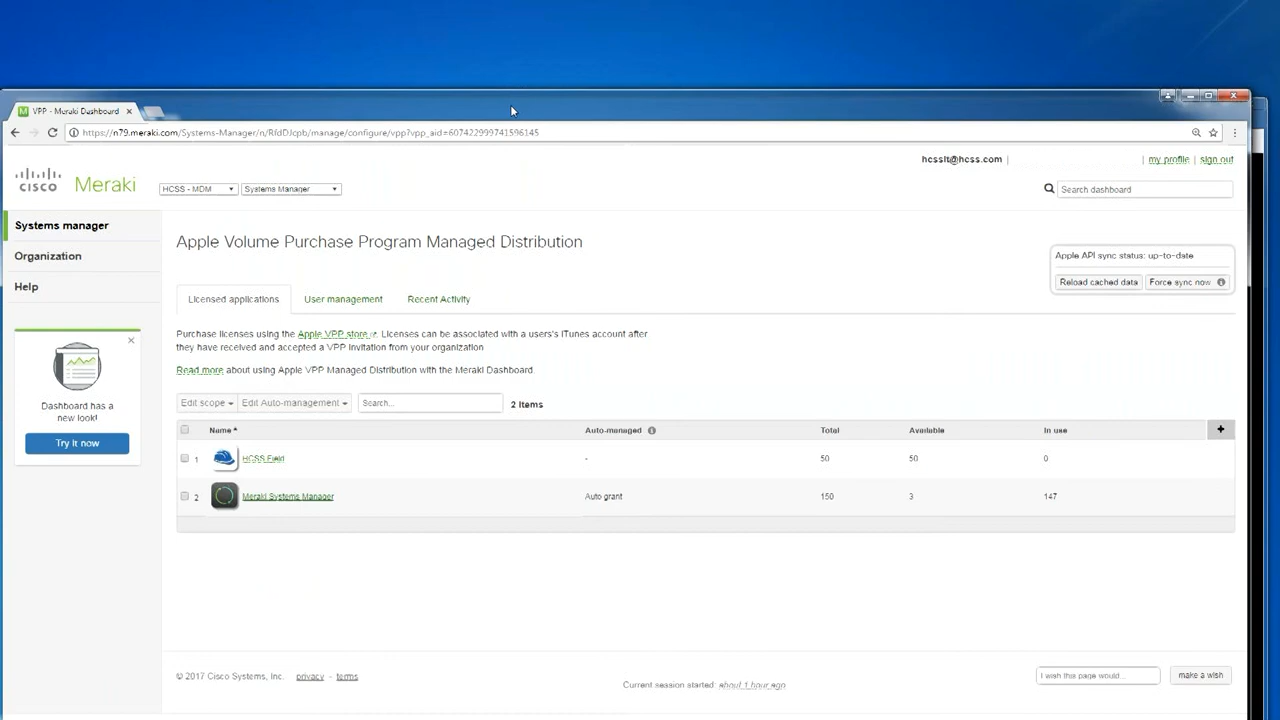 VPP - Meraki Dashboard
https://n79.meraki.com/Systems-Manager/n/RfdDJcpb/manage/configure/vpp?vpp_aid=607422999741596145
hcsslt@hcss.com
my profile
sign out
CISCO Meraki
HCSS - MDM
Systems Manager
Search dashboard
Systems manager
Organization
Help
Dashboard has a
new look!
Try it now
Apple Volume Purchase Program Managed Distribution
Apple API sync status: up-to-date
Reload cached data
Force sync now
Licensed applications
User management
Recent Activity
Purchase licenses using the Apple VPP store. Licenses can be associated with a users's iTunes account after
they have received and accepted a VPP Invitation from your organization
Read more about using Apple VPP Managed Distribution with the Meraki Dashboard.
Edit scope
Edit Auto-management
Search...
2 Items
Name Auto-managed Total Available In use +
1 HCSS Field - 50 50 0
2 Meraki Systems Manager Auto grant 150 3 147
© 2017 Cisco Systems, Inc. privacy - terms
Current session started: about 1 hour ago
I wish this page would...
make a wish